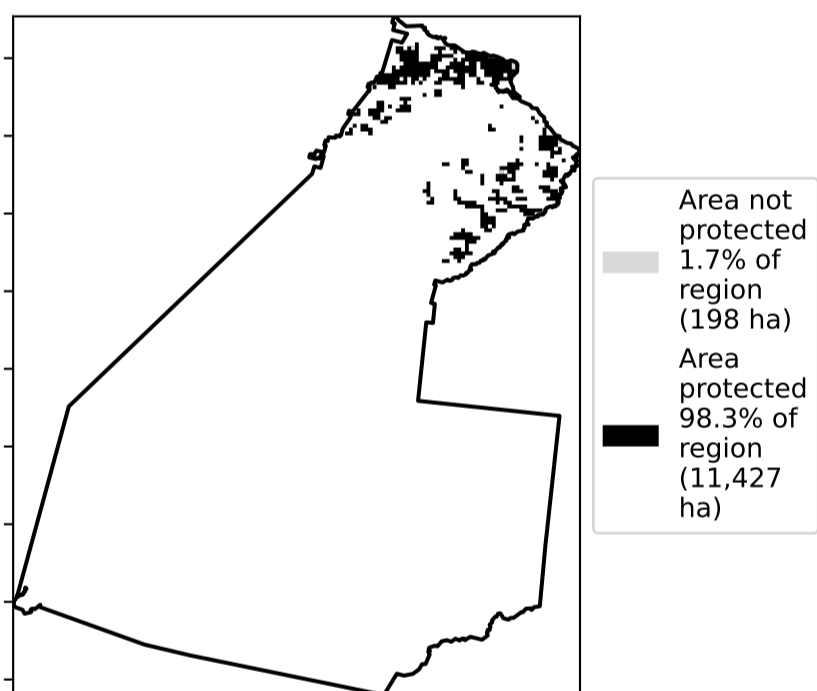 Area not
protected
1.7% of
region
(198 ha)
Area
protected
98.3% of
region
(11,427
ha)